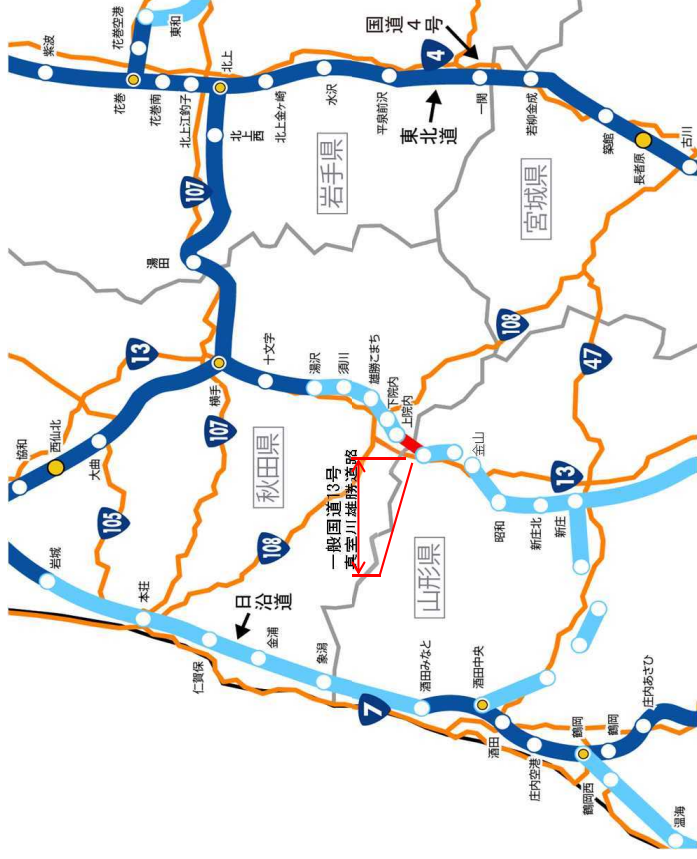 国道4号
東北道
紫波
花巻空港
東和
花巻
花巻南
北上江釣子
北上
北上西
北上金ヶ崎
水沢
平泉前沢
一関
若柳金成
築館
長者原
古川
4
107
岩手県
宮城県
湯田
13
協和
西仙北
大曲
横手
十文字
湯沢
須川
雄勝こまち
下院内
上院内
108
47
107
秋田県
105
108
一般国道13号
真室川雄勝道路
金山
昭和
新庄北
新庄
13
山形県
岩城
本荘
日沿道
仁賀保
金浦
象潟
7
酒田みなと
酒田中央
酒田
庄内空港
鶴岡
鶴岡
庄内あさひ
鶴岡西
温海